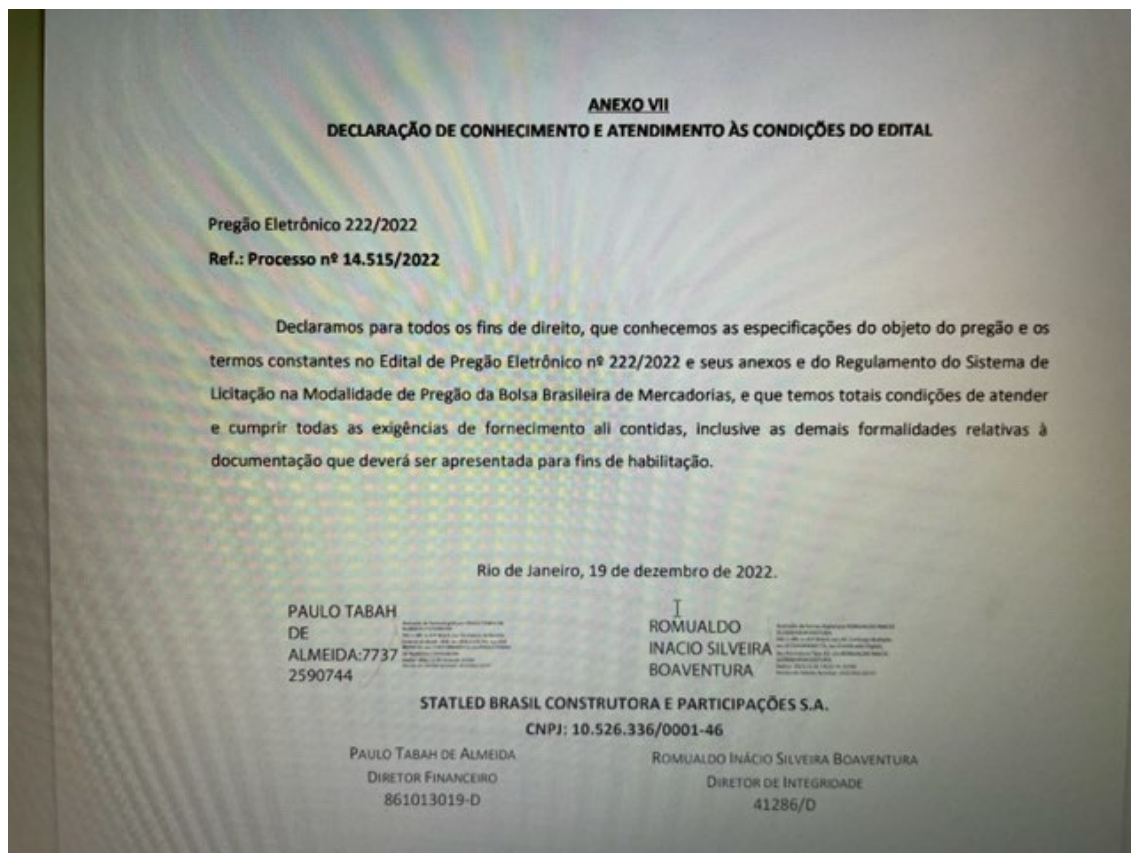 ANEXO VII
DECLARAÇÃO DE CONHECIMENTO E ATENDIMENTO ÀS CONDIÇÕES DO EDITAL
Pregão Eletrônico 222/2022
Ref.: Processo nº 14.515/2022
Declaramos para todos os fins de direito, que conhecemos as especificações do objeto do pregão e os
termos constantes no Edital de Pregão Eletrônico nº 222/2022 e seus anexos e do Regulamento do Sistema de
Licitação na Modalidade de Pregão da Bolsa Brasileira de Mercadorias, e que temos totais condições de atender
e cumprir todas as exigências de fornecimento ali contidas, inclusive as demais formalidades relativas à
documentação que deverá ser apresentada para fins de habilitação.
Rio de Janeiro, 19 de dezembro de 2022.
PAULO TABAH
DE
ALMEIDA:7737
2590744
ROMUALDO
INACIO SILVEIRA
BOAVENTURA
STATLED BRASIL CONSTRUTORA E PARTICIPAÇÕES S.A.
CNPJ: 10.526.336/0001-46
PAULO TABAH DE ALMEIDA
DIRETOR FINANCEIRO
861013019-D
ROMUALDO INÁCIO SILVEIRA BOAVENTURA
DIRETOR DE INTEGRIDADE
41286/D